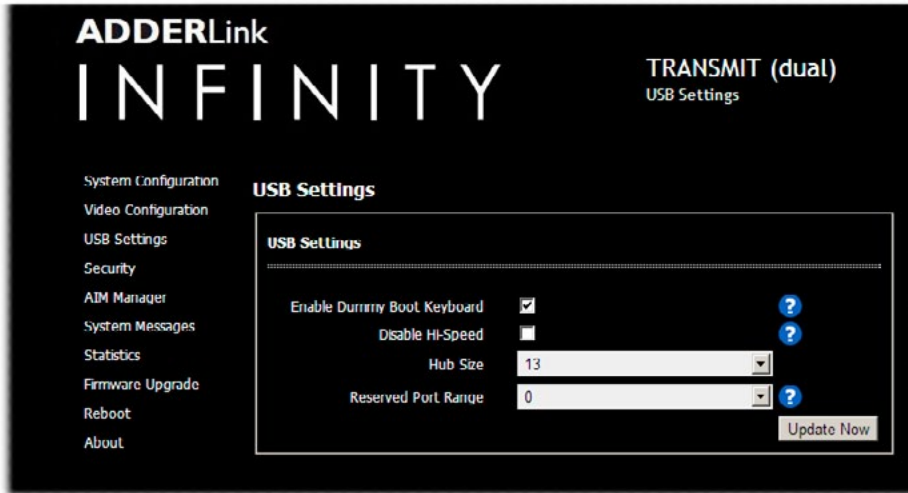 ADDERLink
INFINITY
TRANSMIT (dual)
USB Settings
System Configuration
Video Configuration
USB Settings
Security
AIM Manager
System Messages
Statistics
Firmware Upgrade
Reboot
About
USB Settings
USB Settings
Enable Dummy Boot Keyboard ?
Disable Hi-Speed ?
Hub Size 13
Reserved Port Range 0 ?
Update Now